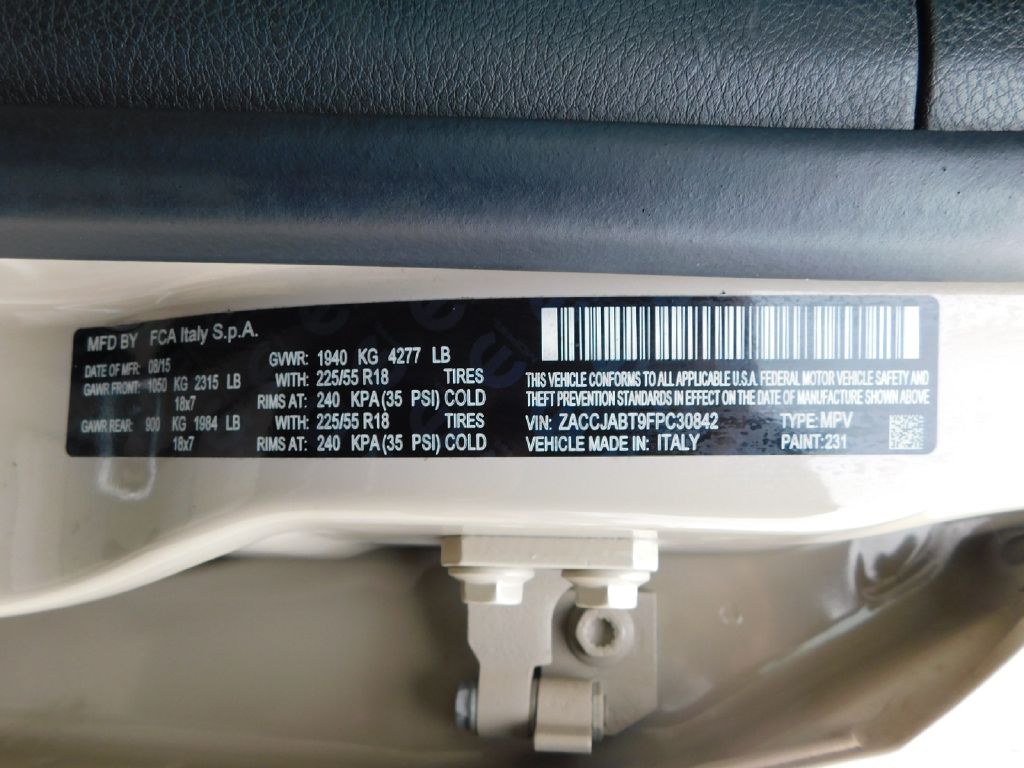 MFD BY FCA Italy S.p.A.
DATE OF MFR: 08/15
GVWR: 1940 KG 4277 LB
GAWR FRONT: 1050 KG 2315 LB
WITH: 225/55 R18 TIRES
18x7
RIMS AT: 240 KPA(35 PSI) COLD
GAWR REAR: 900 KG 1984 LB
WITH: 225/55 R18 TIRES
18x7
RIMS AT: 240 KPA(35 PSI) COLD
THIS VEHICLE CONFORMS TO ALL APPLICABLE U.S.A. FEDERAL MOTOR VEHICLE SAFETY AND
THEFT PREVENTION STANDARDS IN EFFECT ON THE DATE OF MANUFACTURE SHOWN ABOVE
VIN: ZACCJABT9FPC30842 TYPE: MPV
VEHICLE MADE IN: ITALY PAINT: 231